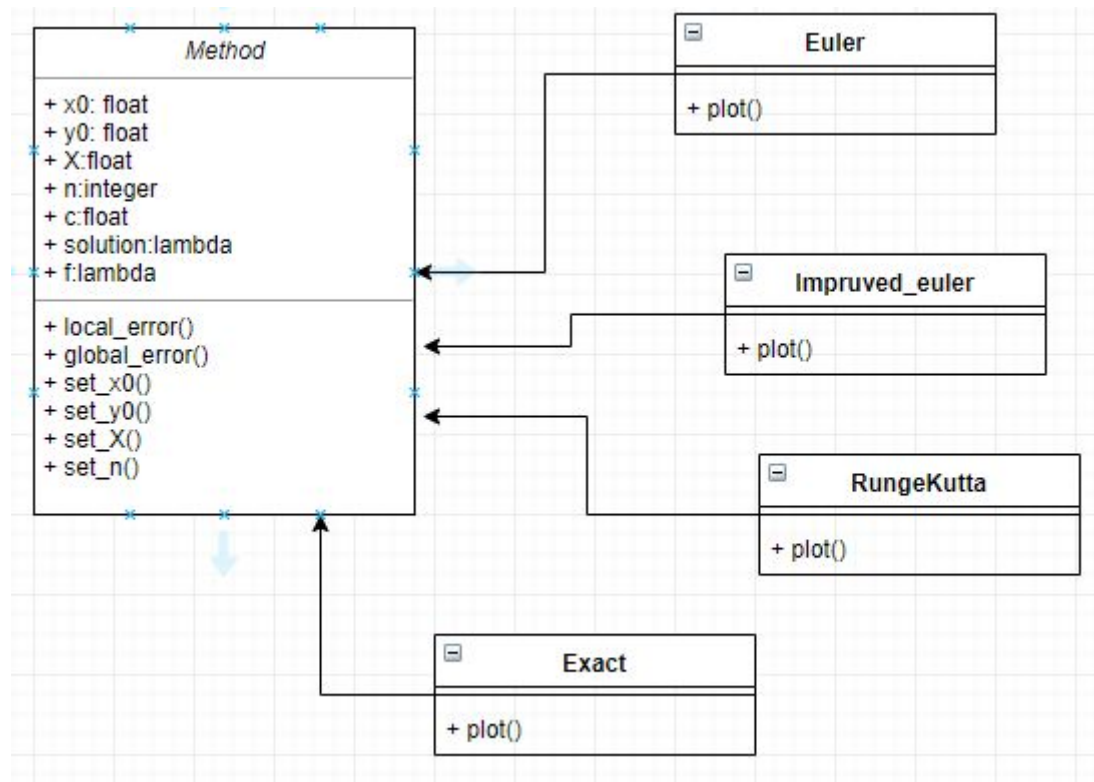 Method
+ x0: float
+ y0: float
+ X:float
+ n:integer
+ c:float
+ solution:lambda
+ f:lambda
+ local_error()
+ global_error()
+ set_x0()
+ set_y0()
+ set_X()
+ set_n()
Euler
+ plot()
Impruved_euler
+ plot()
RungeKutta
+ plot()
Exact
+ plot()